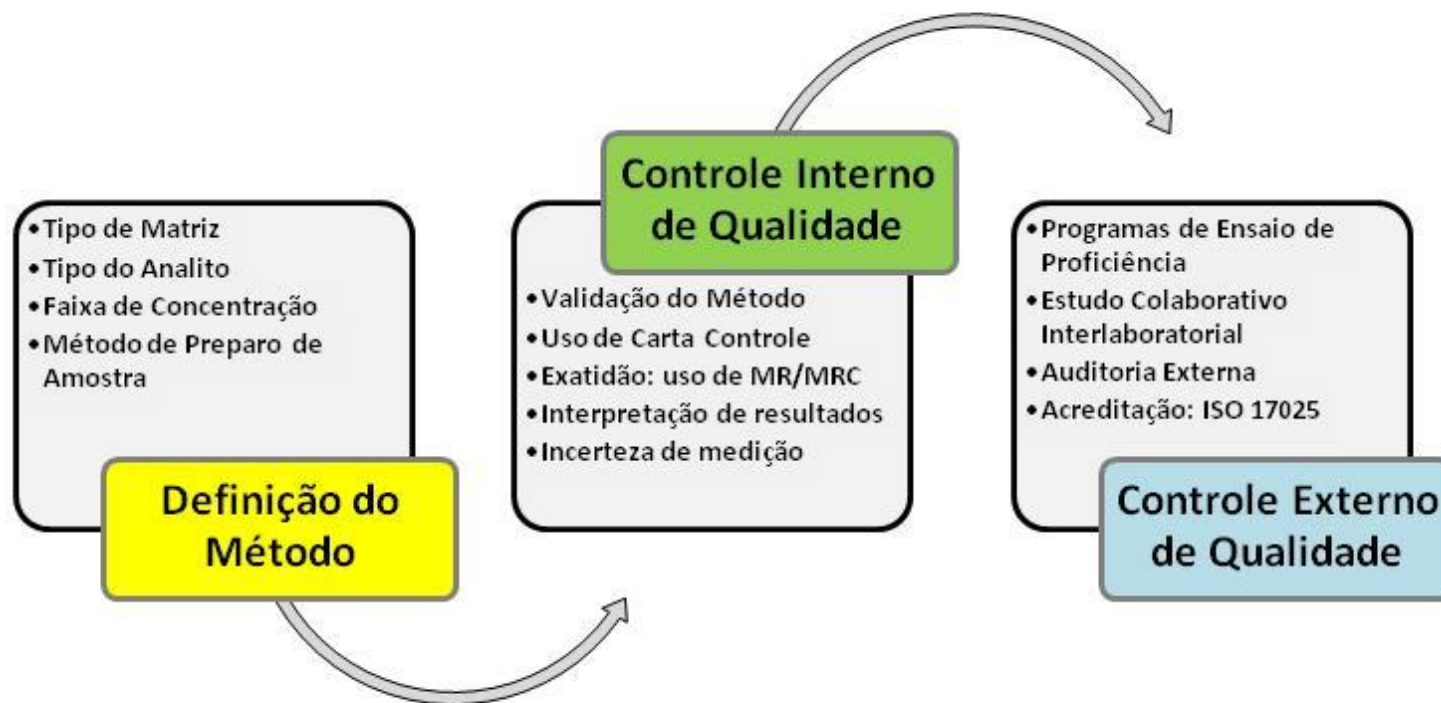 • Tipo de Matriz
• Tipo do Analito
• Faixa de Concentração
• Método de Preparo de
Amostra
Definição do
Método
Controle Interno
de Qualidade
• Validação do Método
• Uso de Carta Controle
• Exatidão: uso de MR/MRC
• Interpretação de resultados
• Incerteza de medição
• Programas de Ensaio de
Proficiência
• Estudo Colaborativo
Interlaboratorial
• Auditoria Externa
• Acreditação: ISO 17025
Controle Externo
de Qualidade